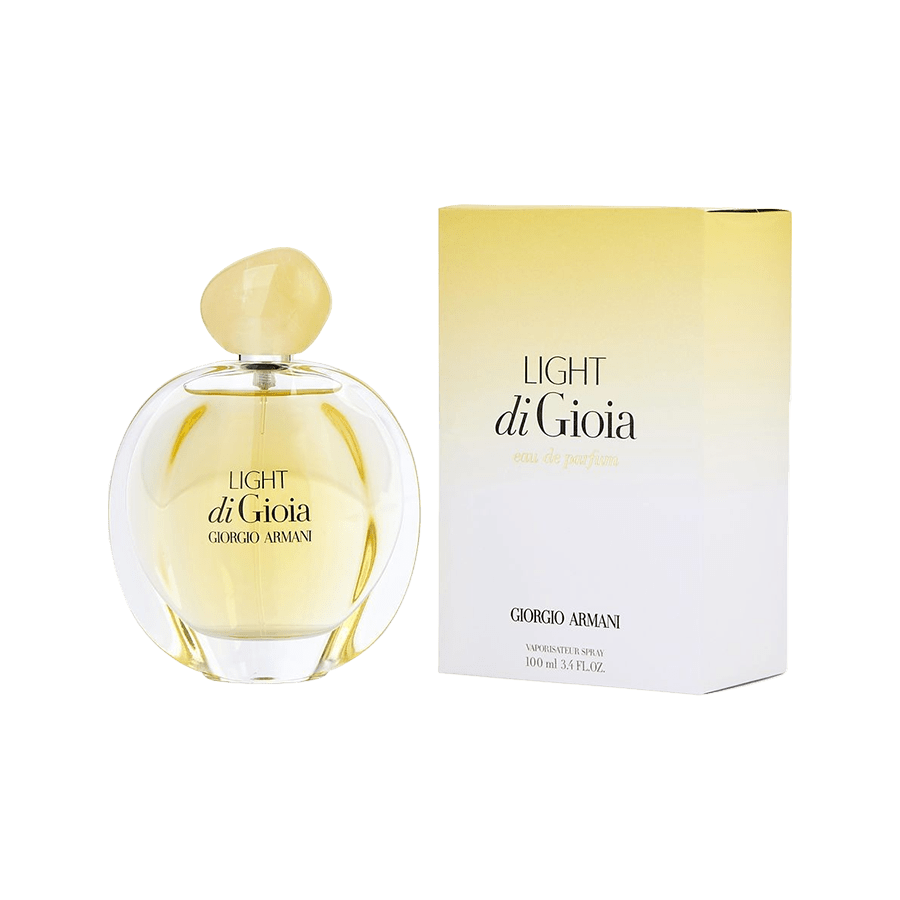 LIGHT
di Gioia
GIORGIO ARMANI
LIGHT
di Gioia
eau de parfum
GIORGIO ARMANI
VAPORISATEUR SPRAY
100 ml 3.4 FL.OZ.